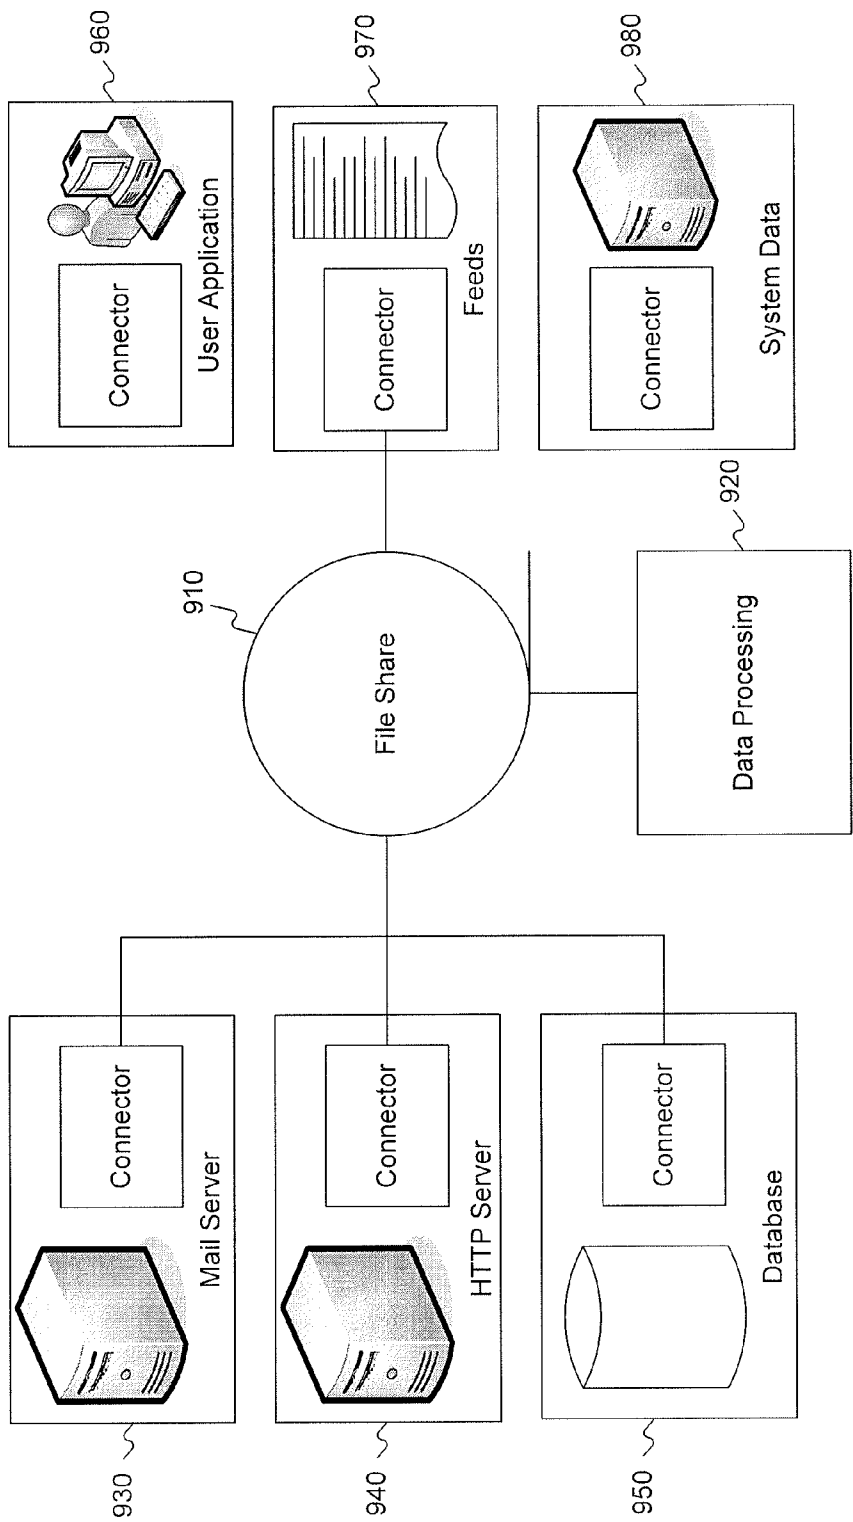 930
Connector
Mail Server
940
Connector
HTTP Server
950
Connector
Database
910
File Share
Data Processing
920
Connector
User Application
960
Connector
Feeds
970
Connector
System Data
980